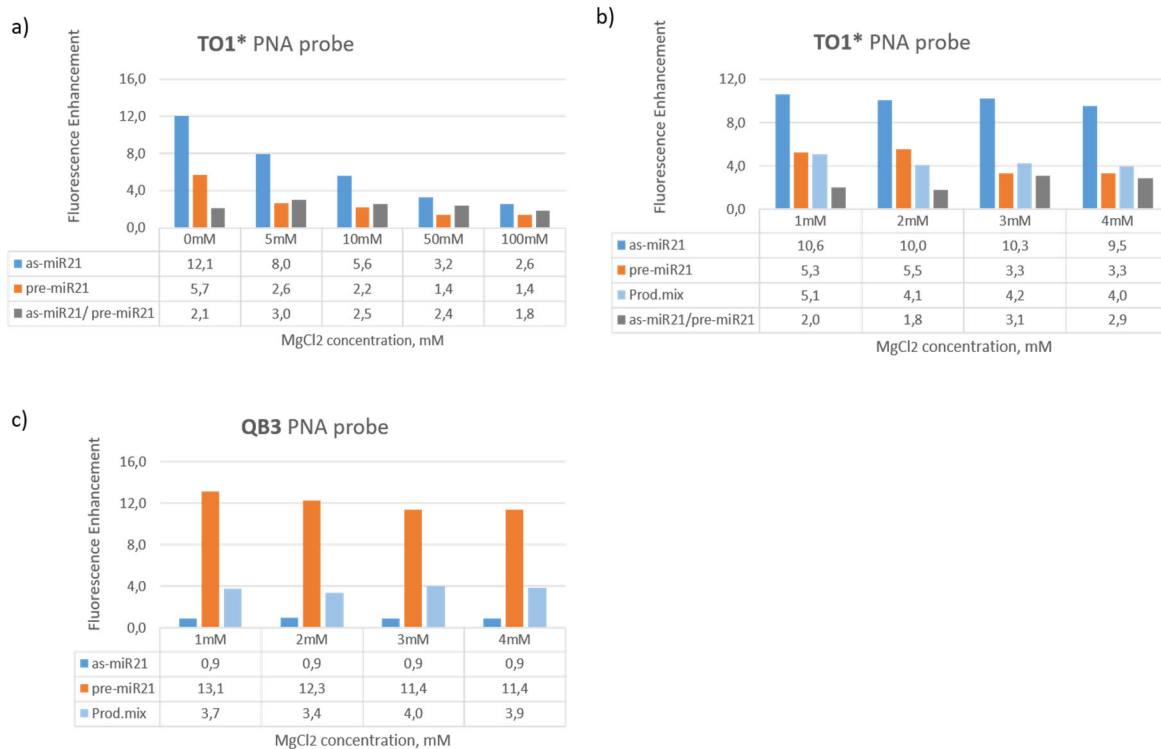 a)
TO1* PNA probe
Fluorescence Enhancement
16,0
12,0
8,0
4,0
0,0
0mM 5mM 10mM 50mM 100mM
as-miR21 12,1 8,0 5,6 3,2 2,6
pre-miR21 5,7 2,6 2,2 1,4 1,4
as-miR21/ pre-miR21 2,1 3,0 2,5 2,4 1,8
MgCl2 concentration, mM
b)
TO1* PNA probe
Fluorescence Enhancement
12,0
8,0
4,0
0,0
1mM 2mM 3mM 4mM
as-miR21 10,6 10,0 10,3 9,5
pre-miR21 5,3 5,5 3,3 3,3
Prod.mix 5,1 4,1 4,2 4,0
as-miR21/pre-miR21 2,0 1,8 3,1 2,9
MgCl2 concentration, mM
c)
QB3 PNA probe
Fluorescence Enhancement
16,0
12,0
8,0
4,0
0,0
1mM 2mM 3mM 4mM
as-miR21 0,9 0,9 0,9 0,9
pre-miR21 13,1 12,3 11,4 11,4
Prod.mix 3,7 3,4 4,0 3,9
MgCl2 concentration, mM